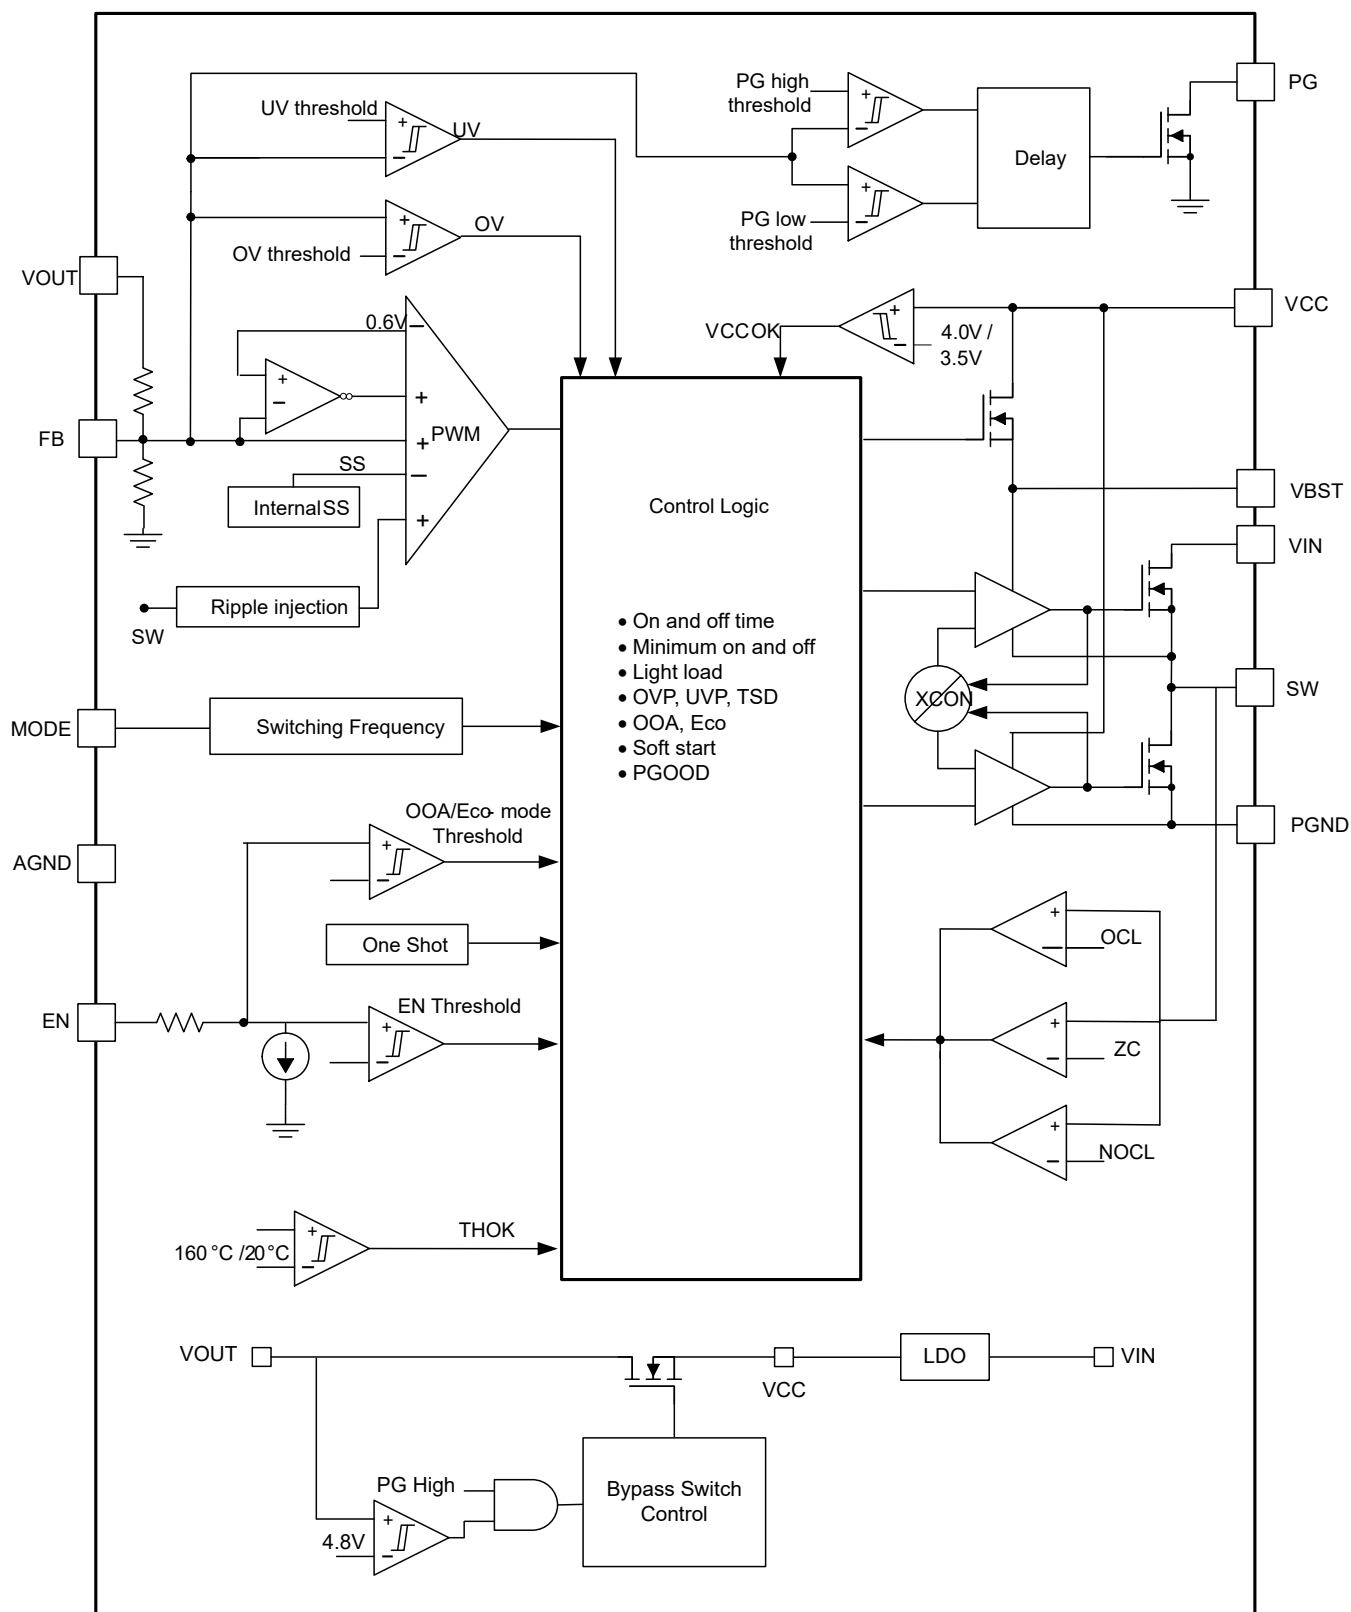 PG
PG high
threshold
UV threshold
+
−
UV
+
−
Delay
+
−
PG low
threshold
+
−
OV
OV threshold
VOUT
VCC
0.6V
−
VCCOK
+
−
4.0V /
3.5V
+
−
+
FB
+
PWM
SS
−
Internal SS
+
VBST
Control Logic
VIN
Ripple injection
SW
• On and off time
• Minimum on and off
• Light load
• OVP, UVP, TSD
• OOA, Eco
• Soft start
• PGOOD
XCON
SW
MODE
Switching Frequency
PGND
OOA/Eco- mode
Threshold
+
−
AGND
One Shot
+
−
OCL
EN
EN Threshold
+
−
+
−
ZC
+
−
NOCL
THOK
+
−
160 °C /20 °C
VOUT
VCC
LDO
VIN
PG High
Bypass Switch
Control
+
−
4.8V